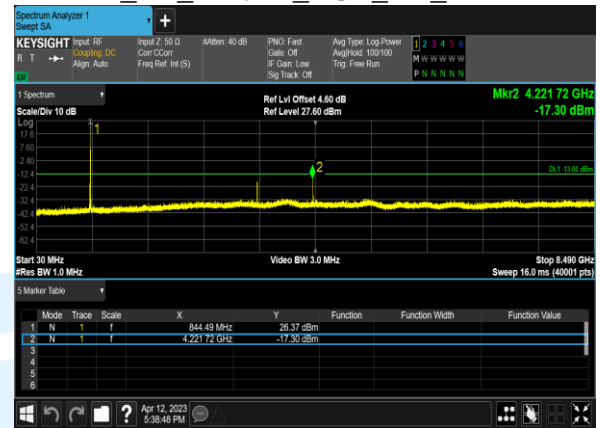 Spectrum Analyzer 1
Swept SA
+
KEYSIGHT Input: RF Input Z: 50 Ω #Atten: 40 dB PNO: Fast Avg Type: Log-Power 1 2 3 4 5 6
R T Coupling: DC Corr CCorr Gate: Off Avg|Hold: 100/100 M W W W W W
Align: Auto Freq Ref: Int (S) IF Gain: Low Trig: Free Run P N N N N N
Sig Track: Off
1 Spectrum Ref Lvl Offset 4.60 dB Mkr2 4.221 72 GHz
Scale/Div 10 dB Ref Level 27.60 dBm -17.30 dBm
Log
17.6 1
7.60
-2.40
-12.4 2 DL1 -13.00 dBm
-22.4
-32.4
-42.4
-52.4
-62.4
Start 30 MHz Video BW 3.0 MHz Stop 8.490 GHz
#Res BW 1.0 MHz Sweep 16.0 ms (40001 pts)
5 Marker Table
Mode Trace Scale X Y Function Function Width Function Value
1 N 1 f 844.49 MHz 26.37 dBm
2 N 1 f 4.221 72 GHz -17.30 dBm
3
4
5
6
? Apr 12, 2023
5:38:48 PM